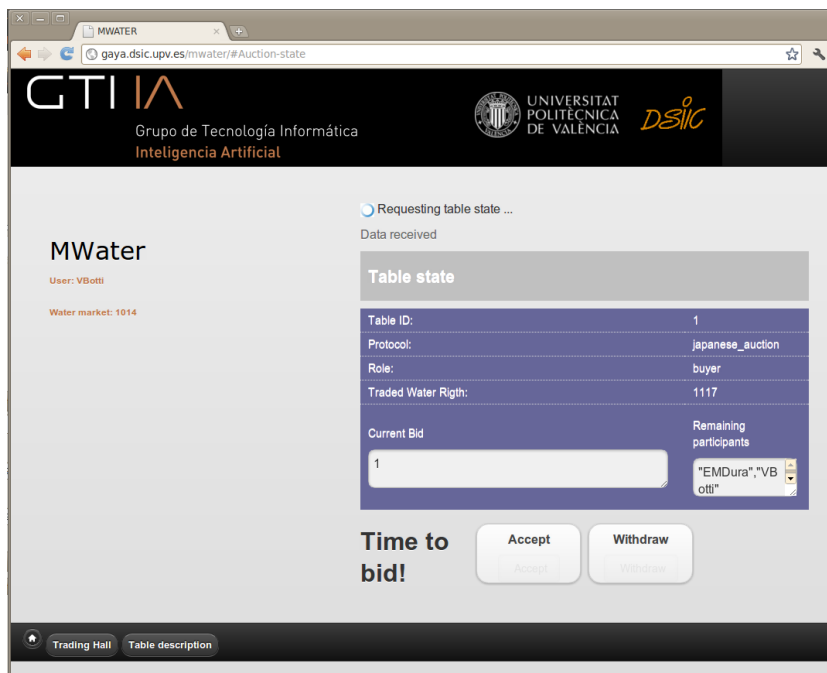 MWATER
gaya.dsic.upv.es/mwater/#Auction-state
GTI IA
Grupo de Tecnología Informática
Inteligencia Artificial
UNIVERSITAT
POLITÈCNICA
DE VALÈNCIA
DSIIC
Requesting table state ...
Data received
MWater
User: VBotti
Water market: 1014
Table state
Table ID: 1
Protocol: japanese_auction
Role: buyer
Traded Water Rigth: 1117
Current Bid
Remaining
participants
1
"EMDura","VB
otti"
Time to
bid!
Accept
Withdraw
Accept
Withdraw
Trading Hall
Table description